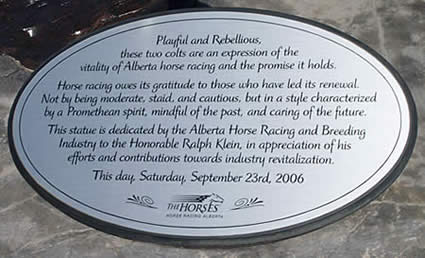 Playful and Rebellious,
these two colts are an expression of the
vitality of Alberta horse racing and the promise it holds.
Horse racing owes its gratitude to those who have led its renewal.
Not by being moderate, staid, and cautious, but in a style characterized
by a Promethean spirit, mindful of the past, and caring of the future.
This statue is dedicated by the Alberta Horse Racing and Breeding
Industry to the Honorable Ralph Klein, in appreciation of his
efforts and contributions towards industry revitalization.
This day, Saturday, September 23rd, 2006
THE HORSES
HORSE RACING ALBERTA